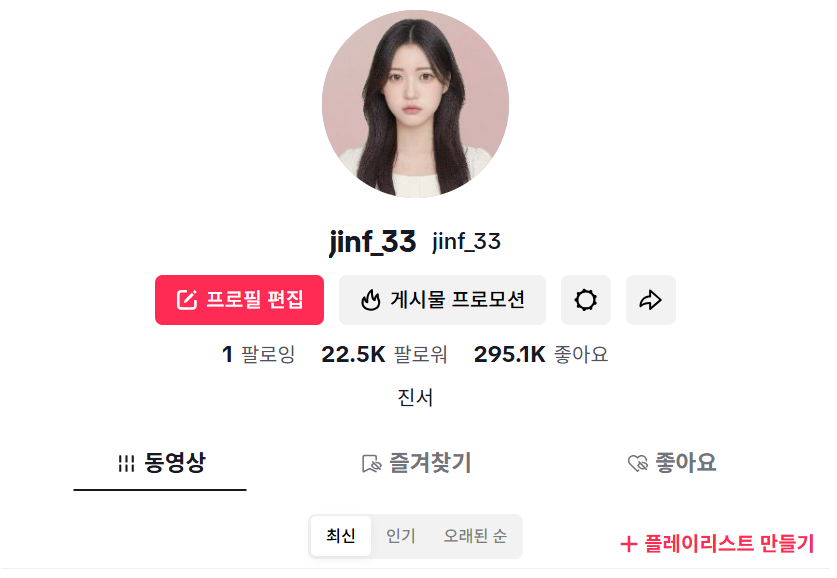 jinf_33 jinf_33
프로필 편집 게시물 프로모션
1 팔로잉 22.5K 팔로워 295.1K 좋아요
진서
동영상 즐겨찾기 좋아요
최신 인기 오래된 순
+ 플레이리스트 만들기